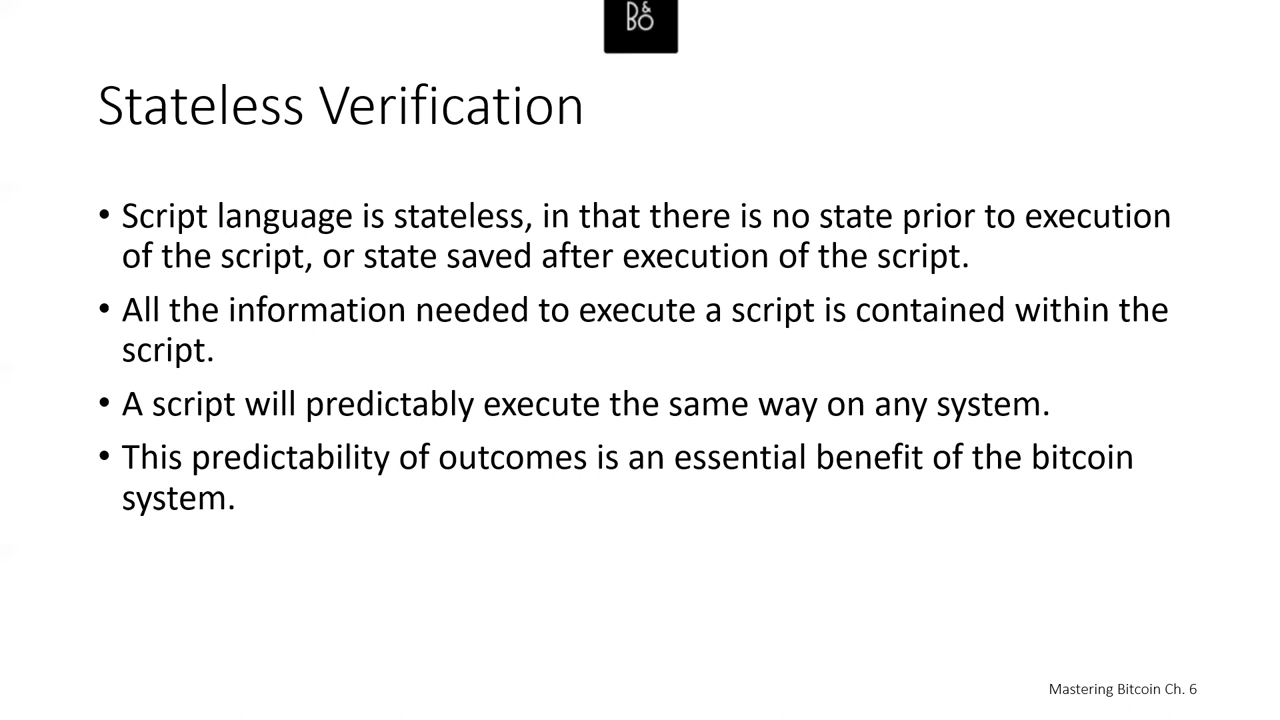 B&O
Stateless Verification
• Script language is stateless, in that there is no state prior to execution
of the script, or state saved after execution of the script.
• All the information needed to execute a script is contained within the
script.
• A script will predictably execute the same way on any system.
• This predictability of outcomes is an essential benefit of the bitcoin
system.
Mastering Bitcoin Ch. 6